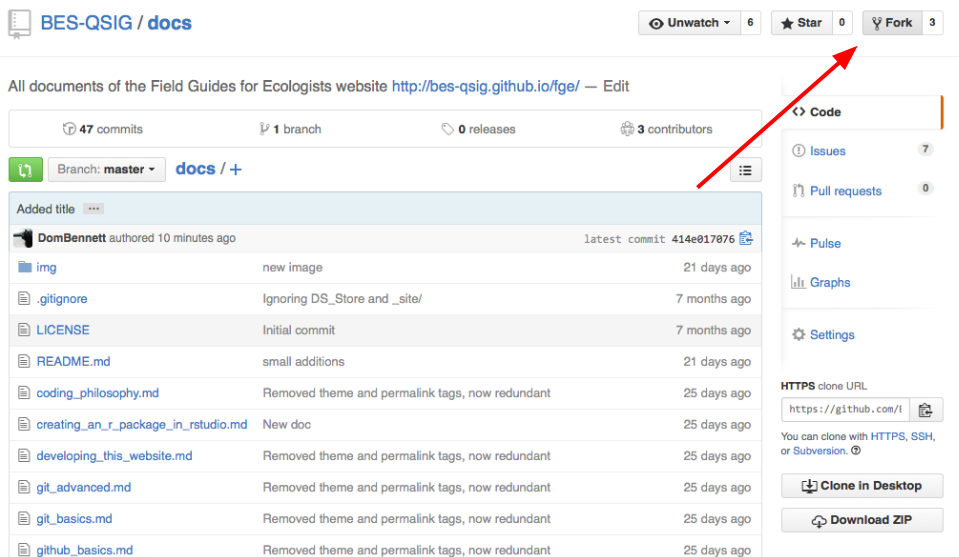 BES-QSIG / docs
Unwatch 6 Star 0 Fork 3
All documents of the Field Guides for Ecologists website http://bes-qsig.github.io/fge/ — Edit
47 commits 1 branch 0 releases 3 contributors
Branch: master docs / +
Added title ...
DomBennett authored 10 minutes ago latest commit 414e017076
img new image 21 days ago
.gitignore Ignoring DS_Store and _site/ 7 months ago
LICENSE Initial commit 7 months ago
README.md small additions 21 days ago
coding_philosophy.md Removed theme and permalink tags, now redundant 25 days ago
creating_an_r_package_in_rstudio.md New doc 25 days ago
developing_this_website.md Removed theme and permalink tags, now redundant 25 days ago
git_advanced.md Removed theme and permalink tags, now redundant 25 days ago
git_basics.md Removed theme and permalink tags, now redundant 25 days ago
github_basics.md Removed theme and permalink tags, now redundant 25 days ago
Code
Issues 7
Pull requests 0
Pulse
Graphs
Settings
HTTPS clone URL
https://github.com/
You can clone with HTTPS, SSH,
or Subversion.
Clone in Desktop
Download ZIP